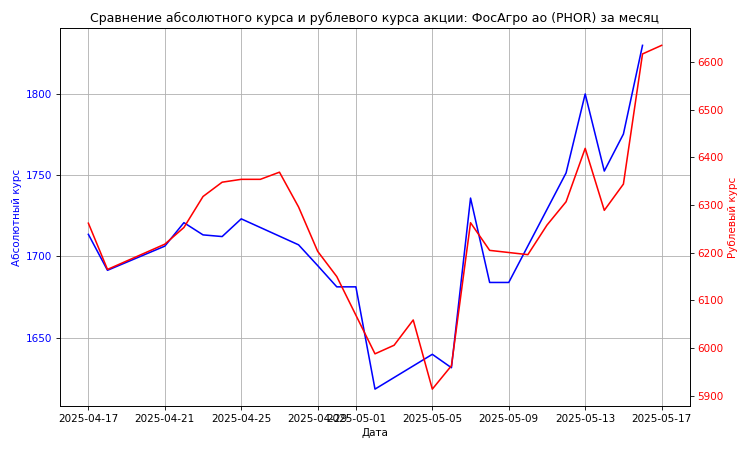 Сравнение абсолютного курса и рублевого курса акции: ФосАгро ао (PHOR) за месяц
Абсолютный курс
1800
1750
1700
1650
6600
6500
6400
6300
6200
6100
6000
5900
Рублевый курс
2025-04-17 2025-04-21 2025-04-25 2025-04-29 2025-05-01 2025-05-05 2025-05-09 2025-05-13 2025-05-17
Дата